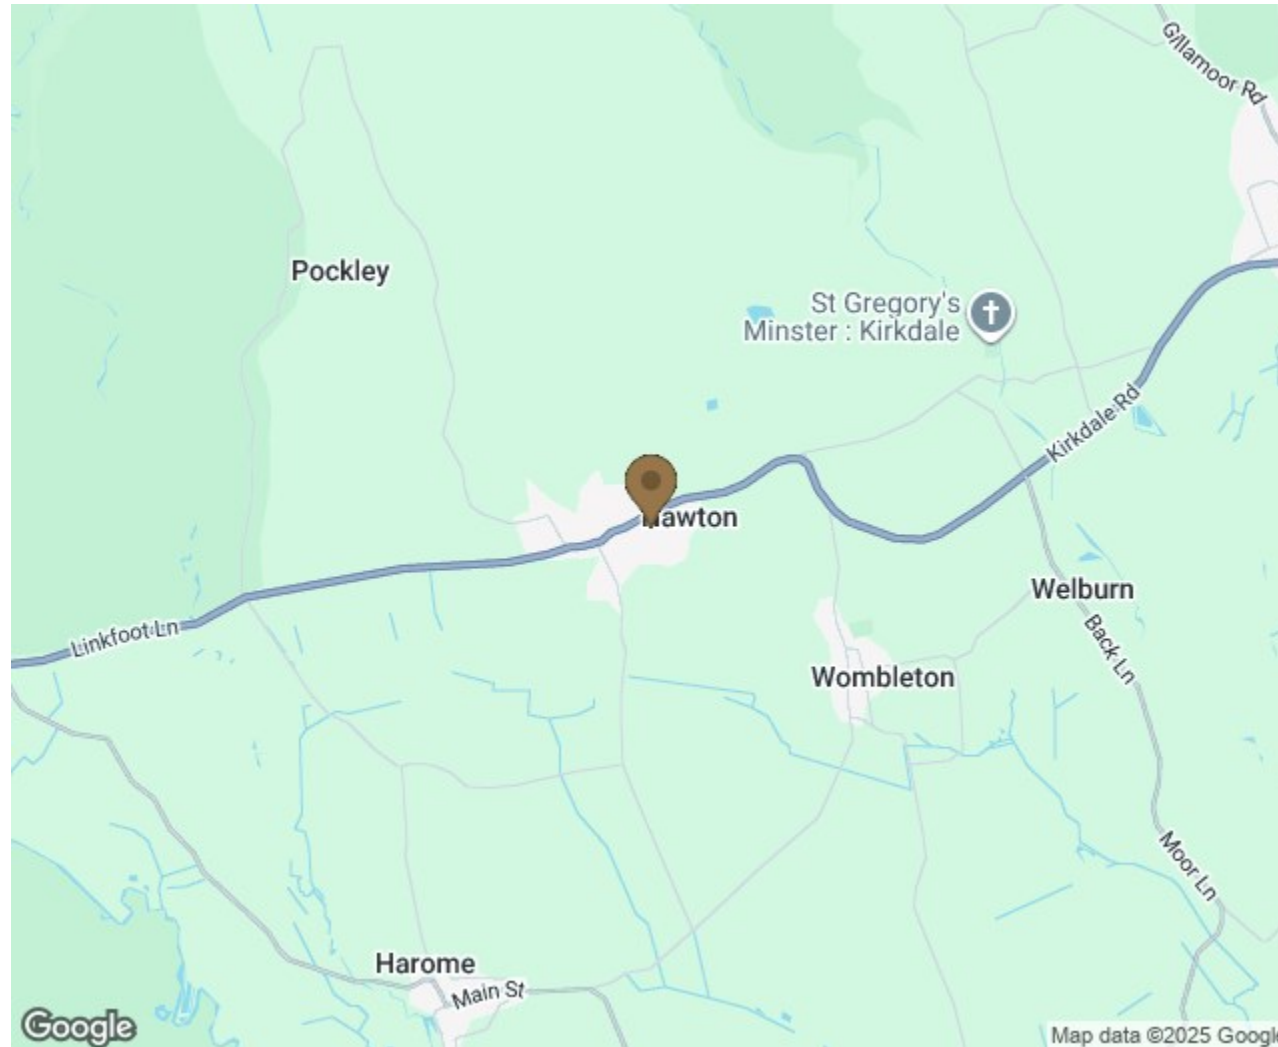 Gillamoor Rd
Pockley
St Gregory's
Minster : Kirkdale
Kirkdale Rd
Nawton
Welburn
Linkfoot Ln
Back Ln
Wombleton
Moor Ln
Harome
Main St
Google
Map data ©2025 Google